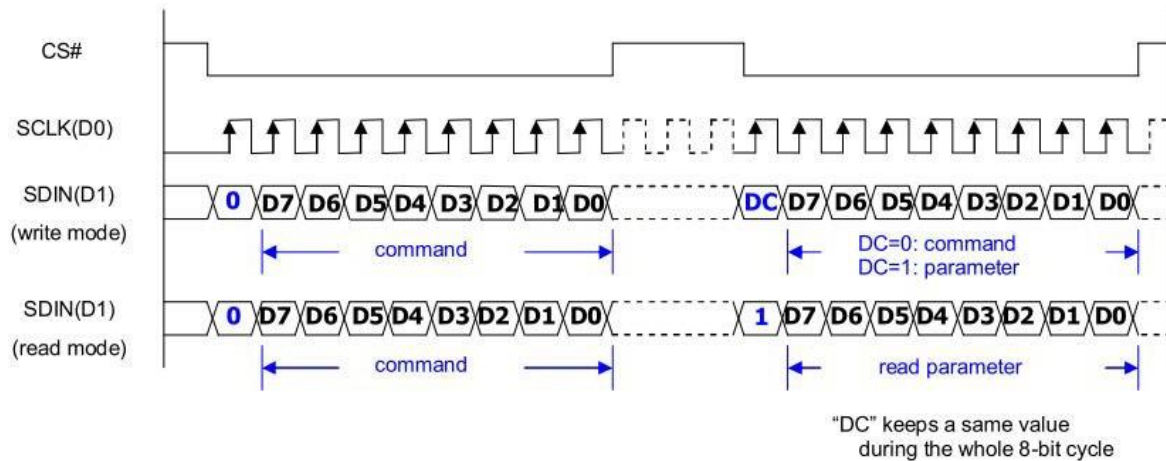 CS#
SCLK(D0)
SDIN(D1)
(write mode)
0 D7 D6 D5 D4 D3 D2 D1 D0 DC D7 D6 D5 D4 D3 D2 D1 D0
command
DC=0: command
DC=1: parameter
SDIN(D1)
(read mode)
0 D7 D6 D5 D4 D3 D2 D1 D0 1 D7 D6 D5 D4 D3 D2 D1 D0
command
read parameter
“DC” keeps a same value
during the whole 8-bit cycle